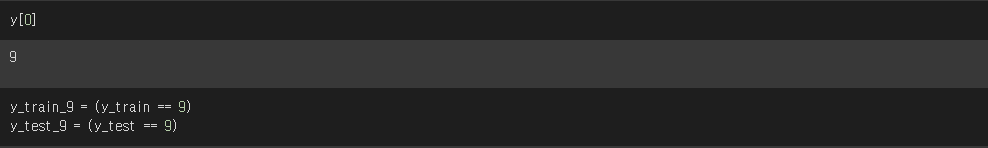 y[0]
9
y_train_9 = (y_train == 9)
y_test_9 = (y_test == 9)